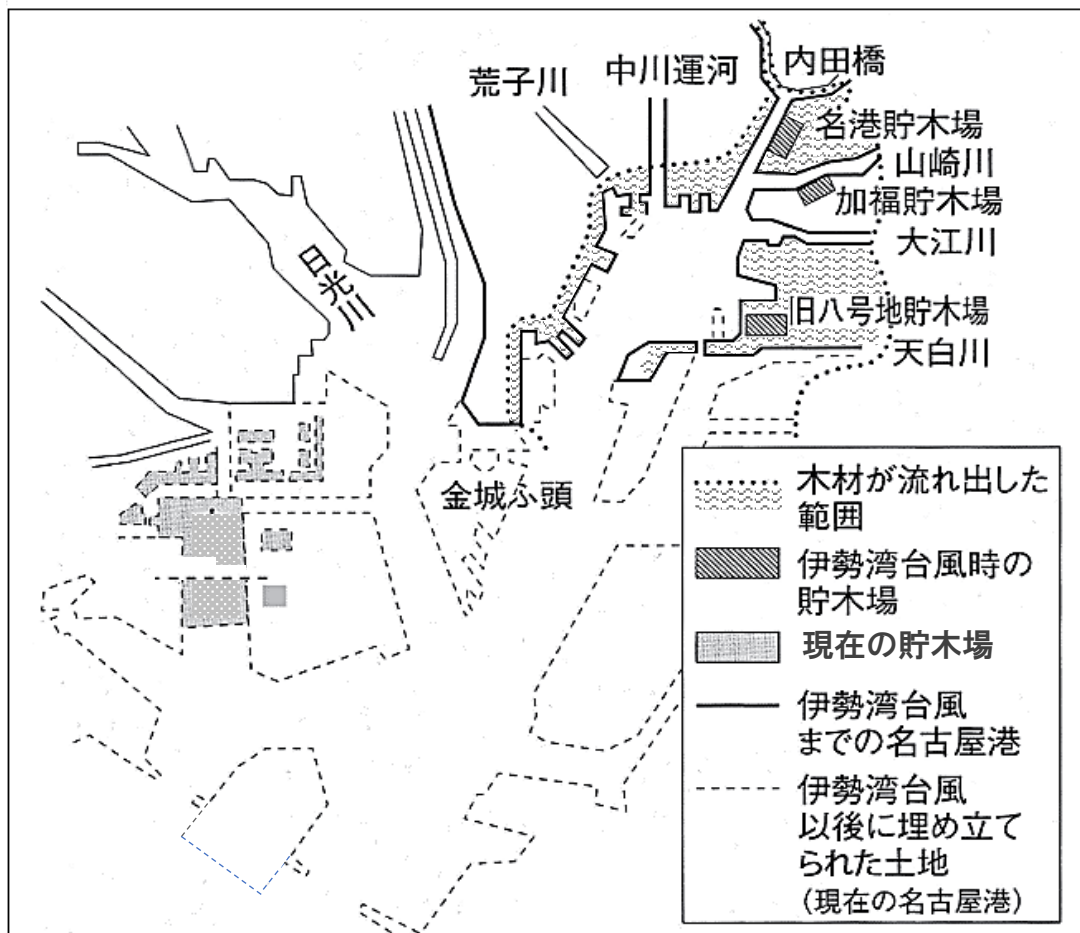 荒子川
中川運河
内田橋
名港貯木場
山崎川
加福貯木場
大江川
日光川
旧八号地貯木場
天白川
金城ふ頭
木材が流れ出した
範囲
伊勢湾台風時の
貯木場
現在の貯木場
伊勢湾台風
までの名古屋港
伊勢湾台風
以後に埋め立て
られた土地
（現在の名古屋港）